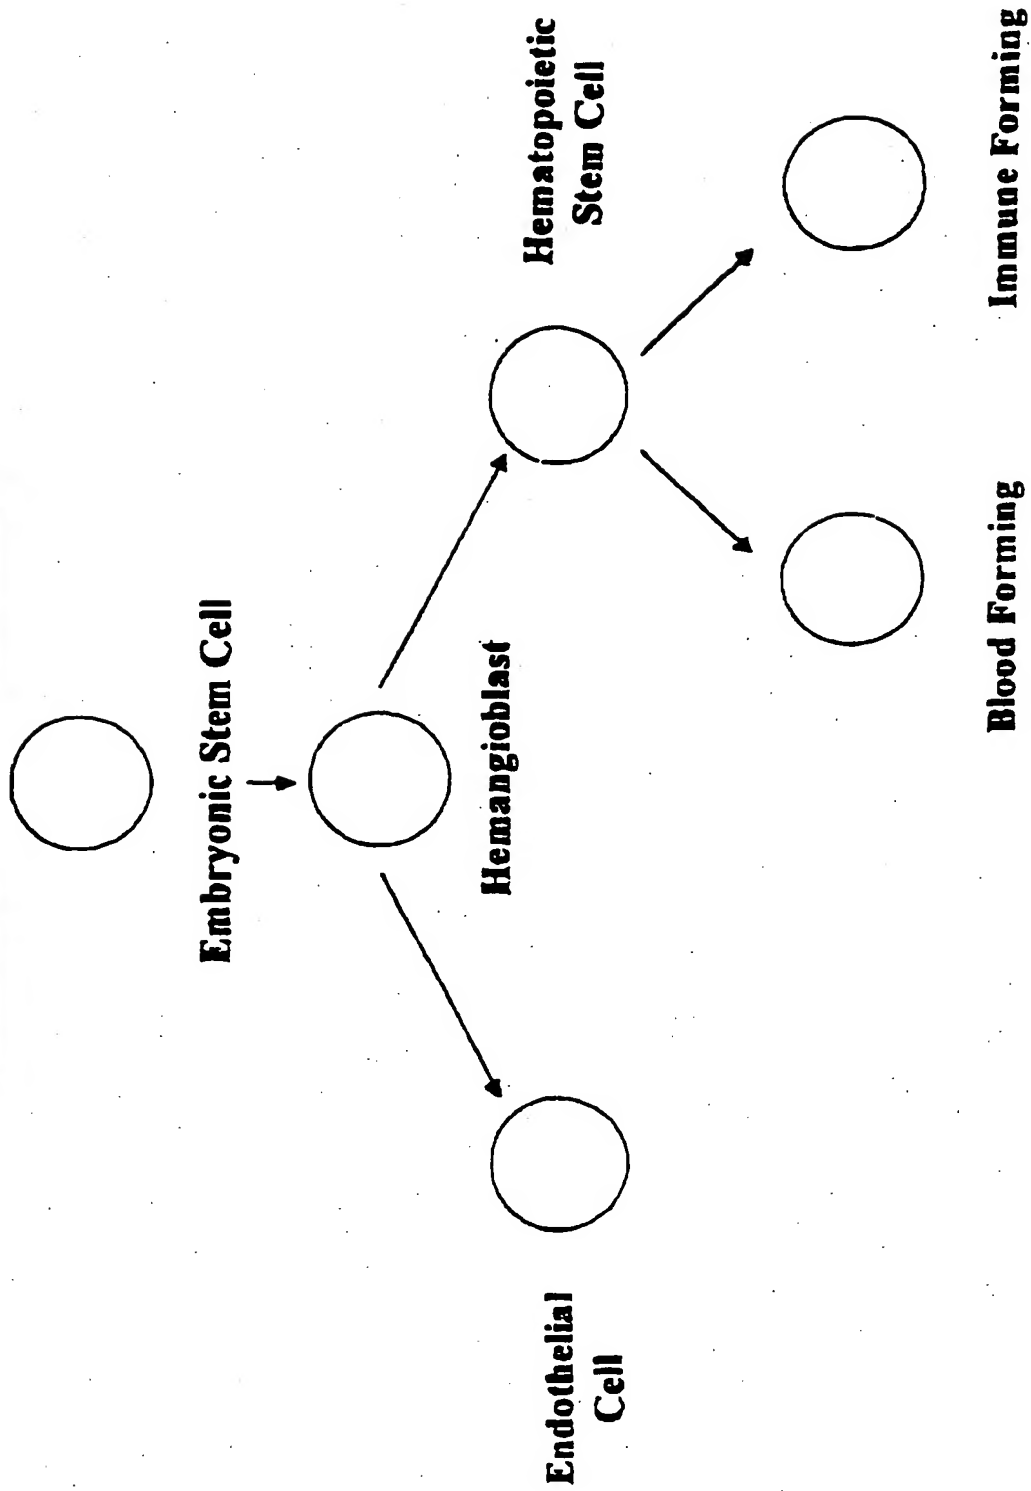 Embryonic Stem Cell
Hemangioblast
Endothelial
Cell
Hematopoietic
Stem Cell
Blood Forming
Immune Forming